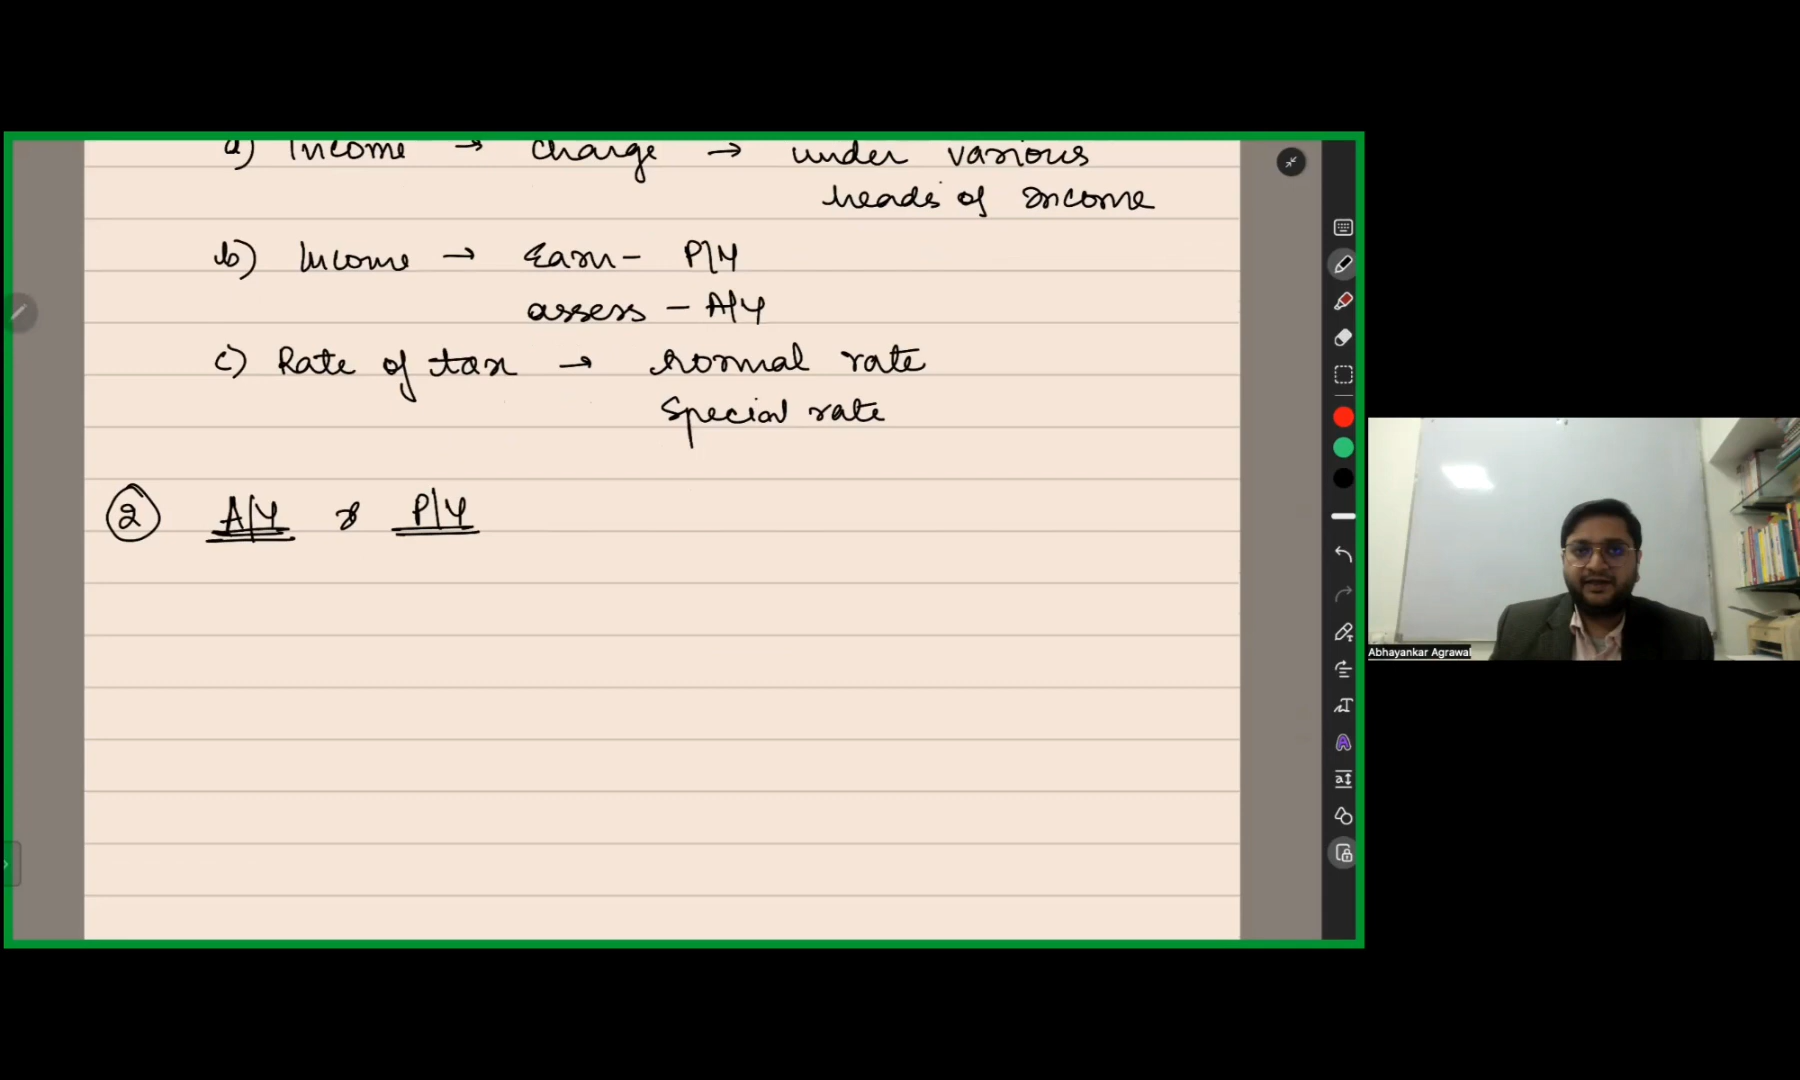 a) Income → charge → under various
heads of income
b) Income → Earn - P/Y
assess - A/Y
c) Rate of tax → normal rate
special rate
② A/Y & P/Y
Abhayankar Agrawal